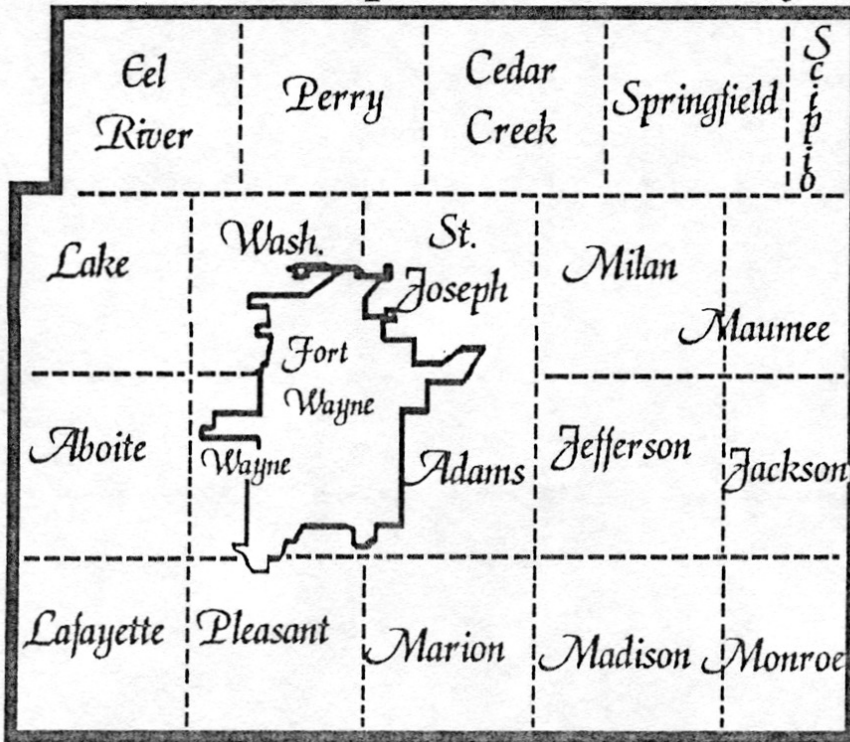 Eel
River
Perry
Cedar
Creek
Springfield
Scipio
Lake
Wash.
St.
Joseph
Milan
Maumee
Fort
Wayne
Aboite
Wayne
Adams
Jefferson
Jackson
Lafayette
Pleasant
Marion
Madison
Monroe